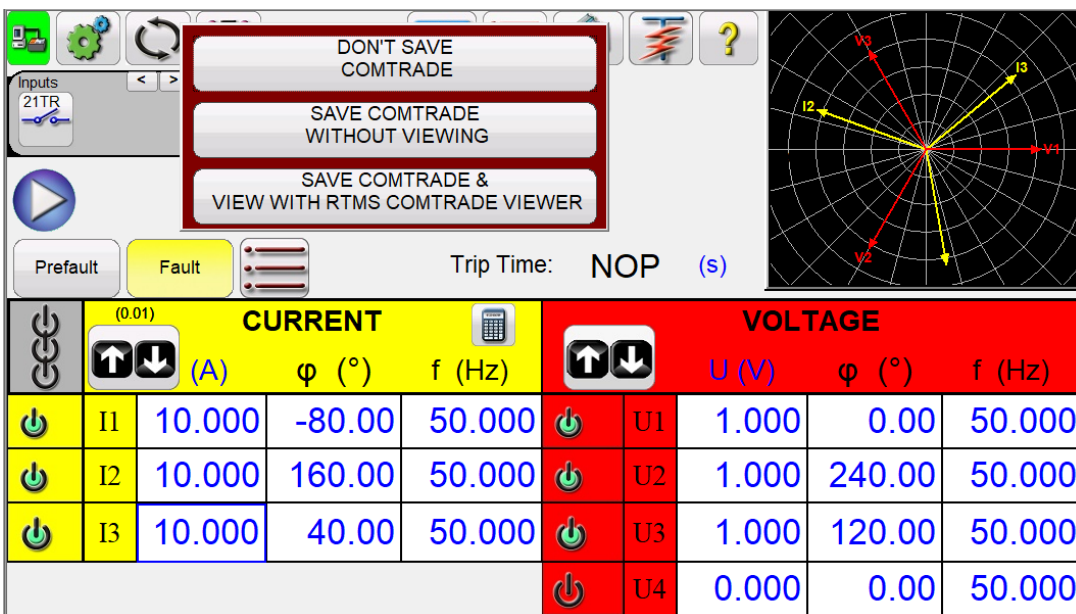 DON'T SAVE
COMTRADE
SAVE COMTRADE
WITHOUT VIEWING
SAVE COMTRADE &
VIEW WITH RTMS COMTRADE VIEWER
?
Inputs < >
21TR
V3
I3
I2
V1
V2
Prefault Fault Trip Time: NOP (s)
(0.01) CURRENT VOLTAGE
(A) φ (°) f (Hz) U (V) φ (°) f (Hz)
I1 10.000 -80.00 50.000 U1 1.000 0.00 50.000
I2 10.000 160.00 50.000 U2 1.000 240.00 50.000
I3 10.000 40.00 50.000 U3 1.000 120.00 50.000
U4 0.000 0.00 50.000